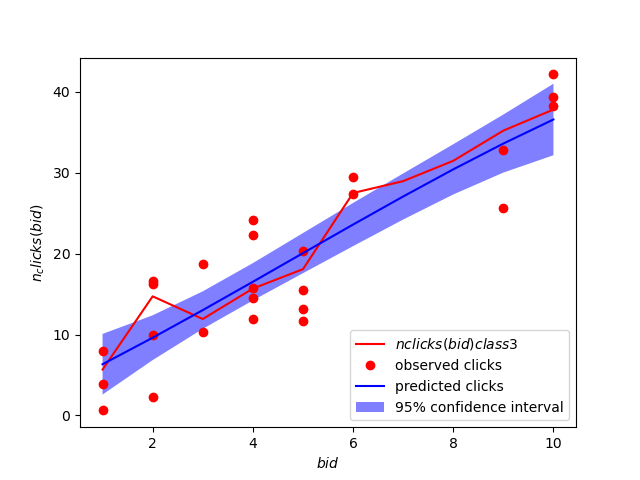 40
30
20
10
0
n_clicks(bid)
nclicks(bid)class3
observed clicks
predicted clicks
95% confidence interval
2 4 6 8 10
bid